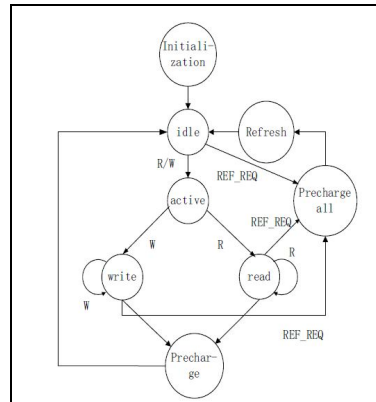 Initiali-
zation
idle
Refresh
R/W
REF_REQ
Precharge
all
active
REF_REQ
W
R
R
write
read
W
REF_REQ
Prechar-
ge